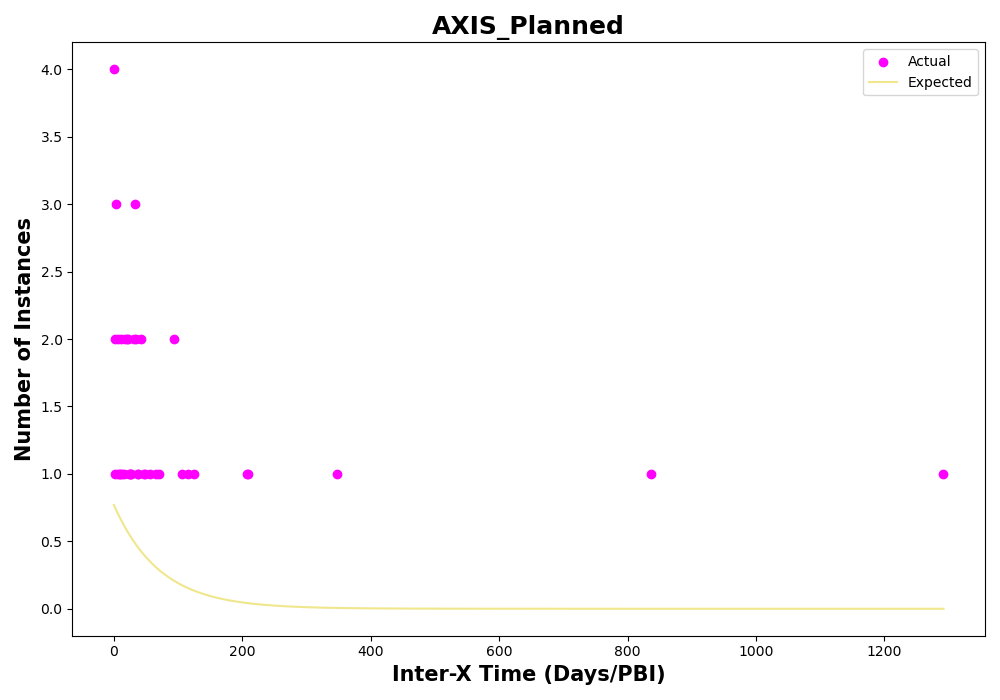 AXIS_Planned
Actual
Expected
4.0
3.5
3.0
2.5
2.0
1.5
1.0
0.5
0.0
Number of Instances
0 200 400 600 800 1000 1200
Inter-X Time (Days/PBI)